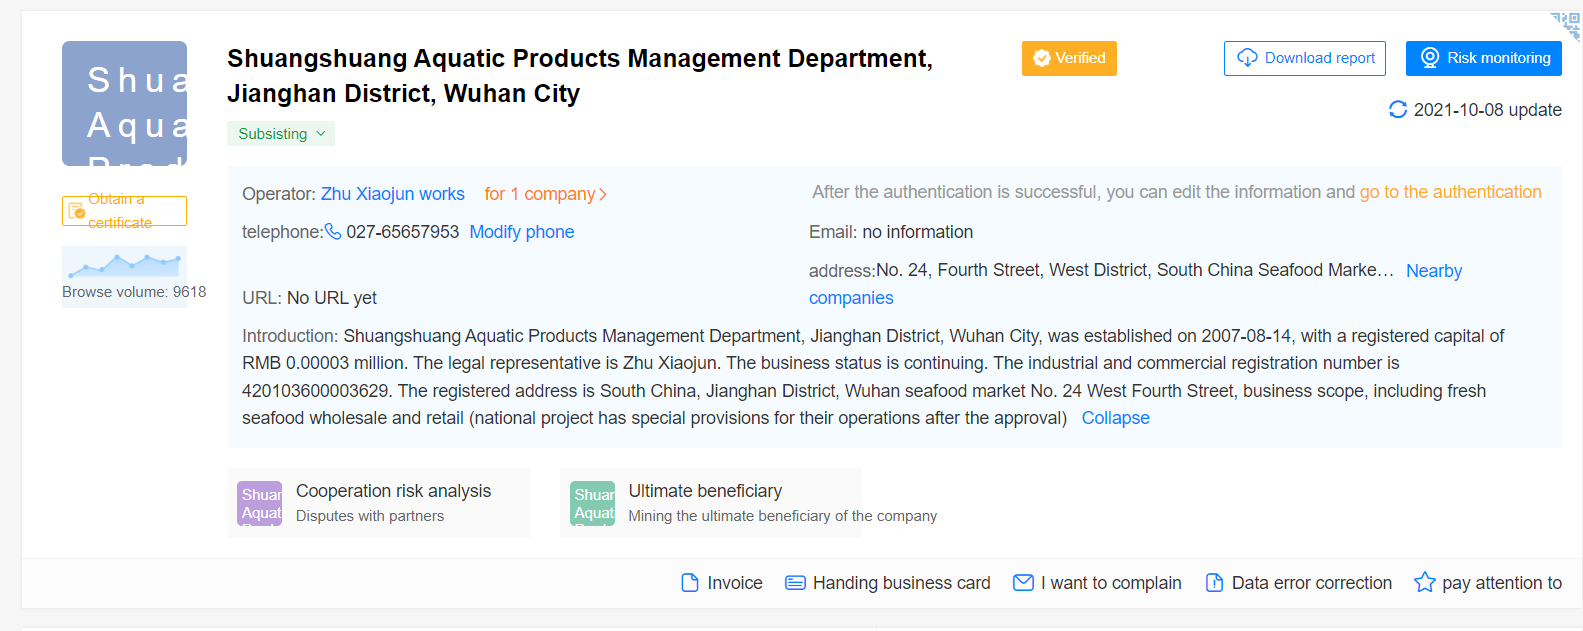 Shua
Aqua
Prod
Shuangshuang Aquatic Products Management Department,
Jianghan District, Wuhan City
Verified
Download report
Risk monitoring
2021-10-08 update
Subsisting
Obtain a
certificate
Browse volume: 9618
Operator: Zhu Xiaojun works for 1 company
After the authentication is successful, you can edit the information and go to the authentication
telephone: 027-65657953 Modify phone
Email: no information
address:No. 24, Fourth Street, West District, South China Seafood Marke… Nearby
companies
URL: No URL yet
Introduction: Shuangshuang Aquatic Products Management Department, Jianghan District, Wuhan City, was established on 2007-08-14, with a registered capital of
RMB 0.00003 million. The legal representative is Zhu Xiaojun. The business status is continuing. The industrial and commercial registration number is
420103600003629. The registered address is South China, Jianghan District, Wuhan seafood market No. 24 West Fourth Street, business scope, including fresh
seafood wholesale and retail (national project has special provisions for their operations after the approval) Collapse
Shuan
Aquat
Cooperation risk analysis
Disputes with partners
Shuan
Aquat
Ultimate beneficiary
Mining the ultimate beneficiary of the company
Invoice
Handing business card
I want to complain
Data error correction
pay attention to